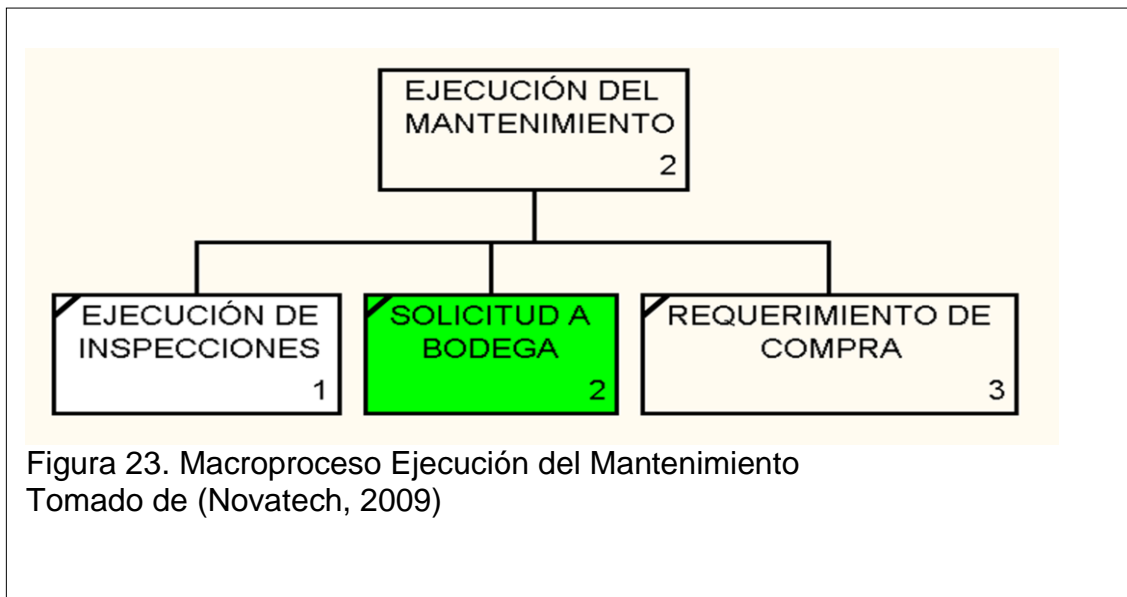 EJECUCIÓN DEL
MANTENIMIENTO
2
EJECUCIÓN DE
INSPECCIONES
1
SOLICITUD A
BODEGA
2
REQUERIMIENTO DE
COMPRA
3
Figura 23. Macroproceso Ejecución del Mantenimiento
Tomado de (Novatech, 2009)